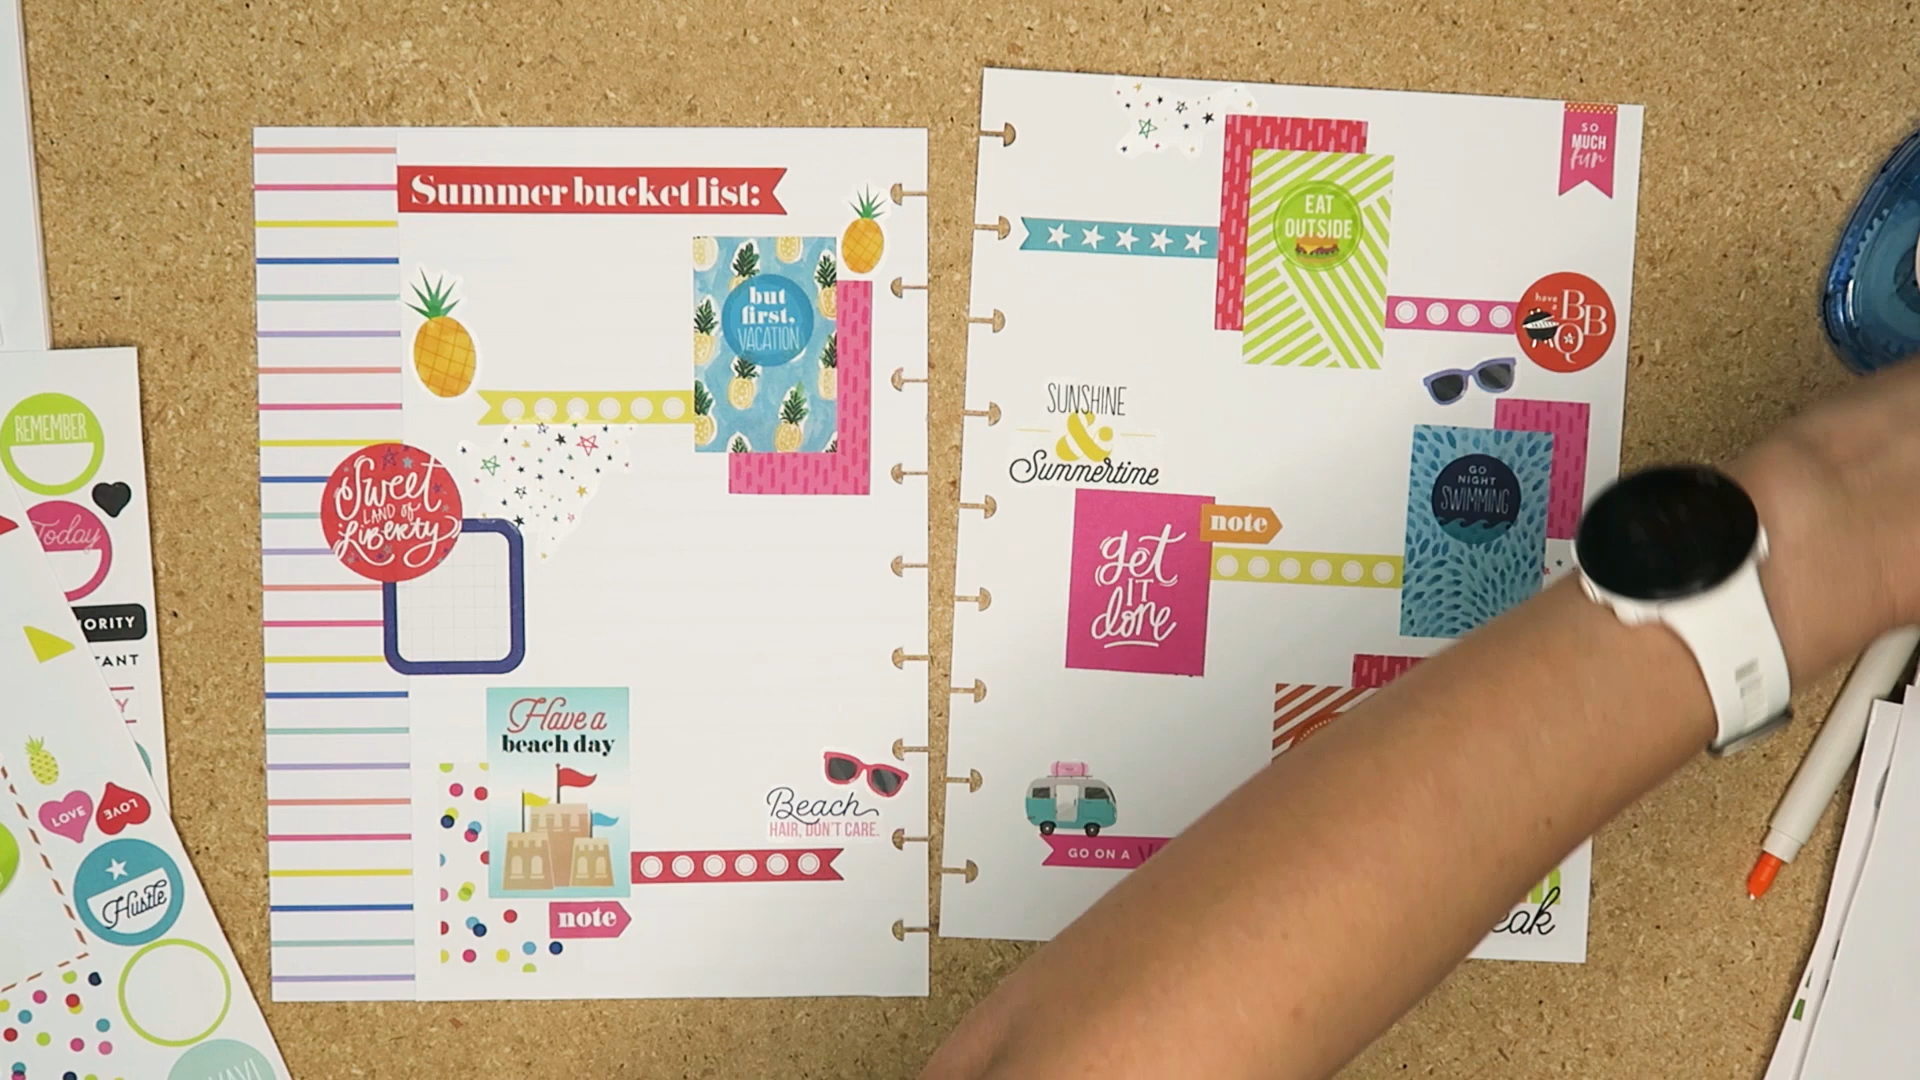 Summer bucket list:
but
first,
VACATION
Sweet
LAND of
Liberty
Have a
beach day
Beach
HAIR, DON'T CARE.
note
SO
MUCH
fun
EAT
OUTSIDE
have a
BBQ
SUNSHINE
&
Summertime
GO
NIGHT
SWIMMING
note
get
IT
done
GO ON A
eak
REMEMBER
Today
ORITY
TANT
Y
LOVE
LOVE
Hustle